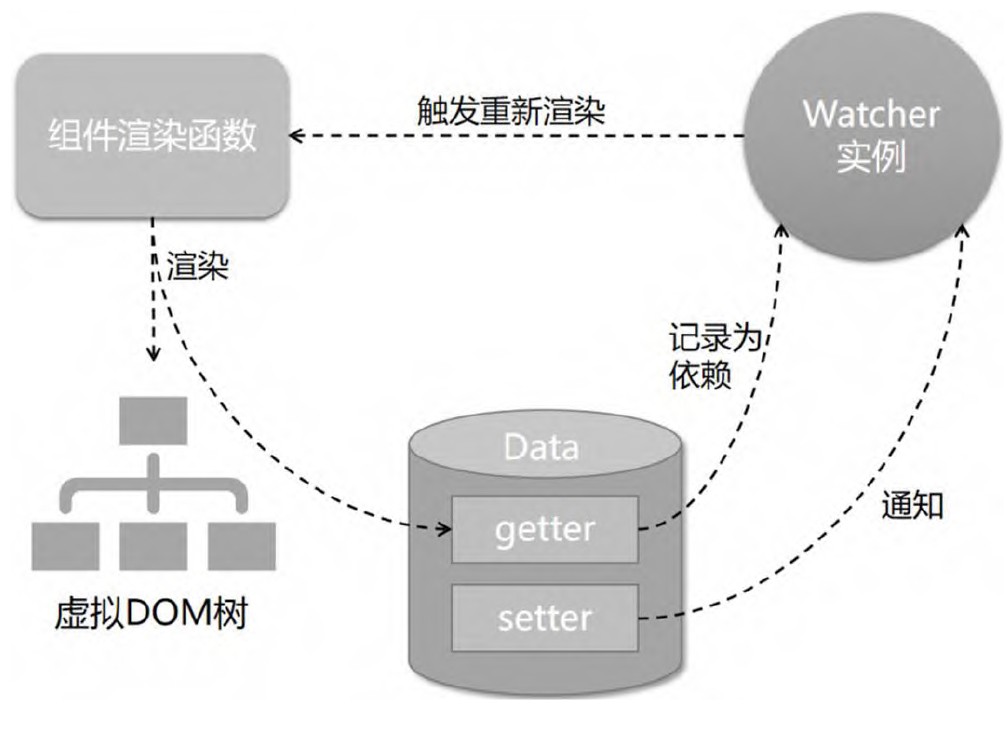 触发重新渲染
组件渲染函数
Watcher
实例
渲染
记录为
依赖
Data
getter
通知
setter
虚拟DOM树